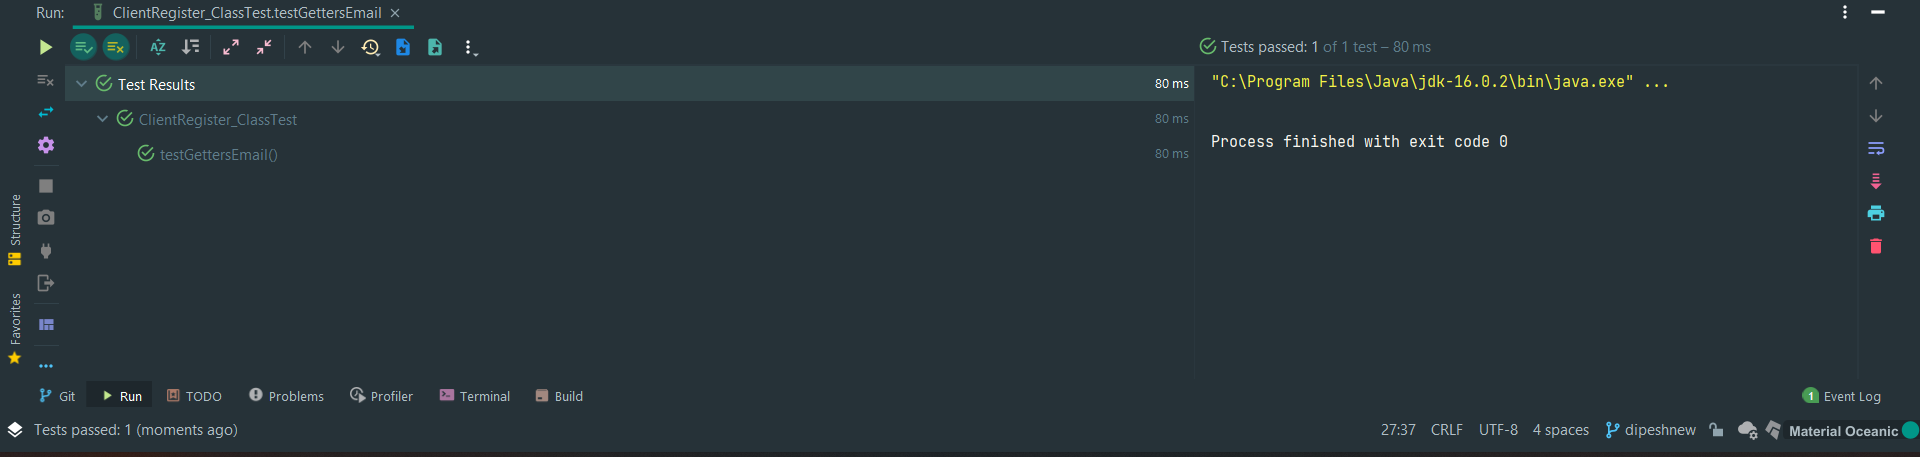 Run: ClientRegister_ClassTest.testGettersEmail
Tests passed: 1 of 1 test – 80 ms
Test Results 80 ms
ClientRegister_ClassTest 80 ms
testGettersEmail() 80 ms
"C:\Program Files\Java\jdk-16.0.2\bin\java.exe" ...
Process finished with exit code 0
Structure
Favorites
Git Run TODO Problems Profiler Terminal Build 1 Event Log
Tests passed: 1 (moments ago) 27:37 CRLF UTF-8 4 spaces dipeshnew Material Oceanic